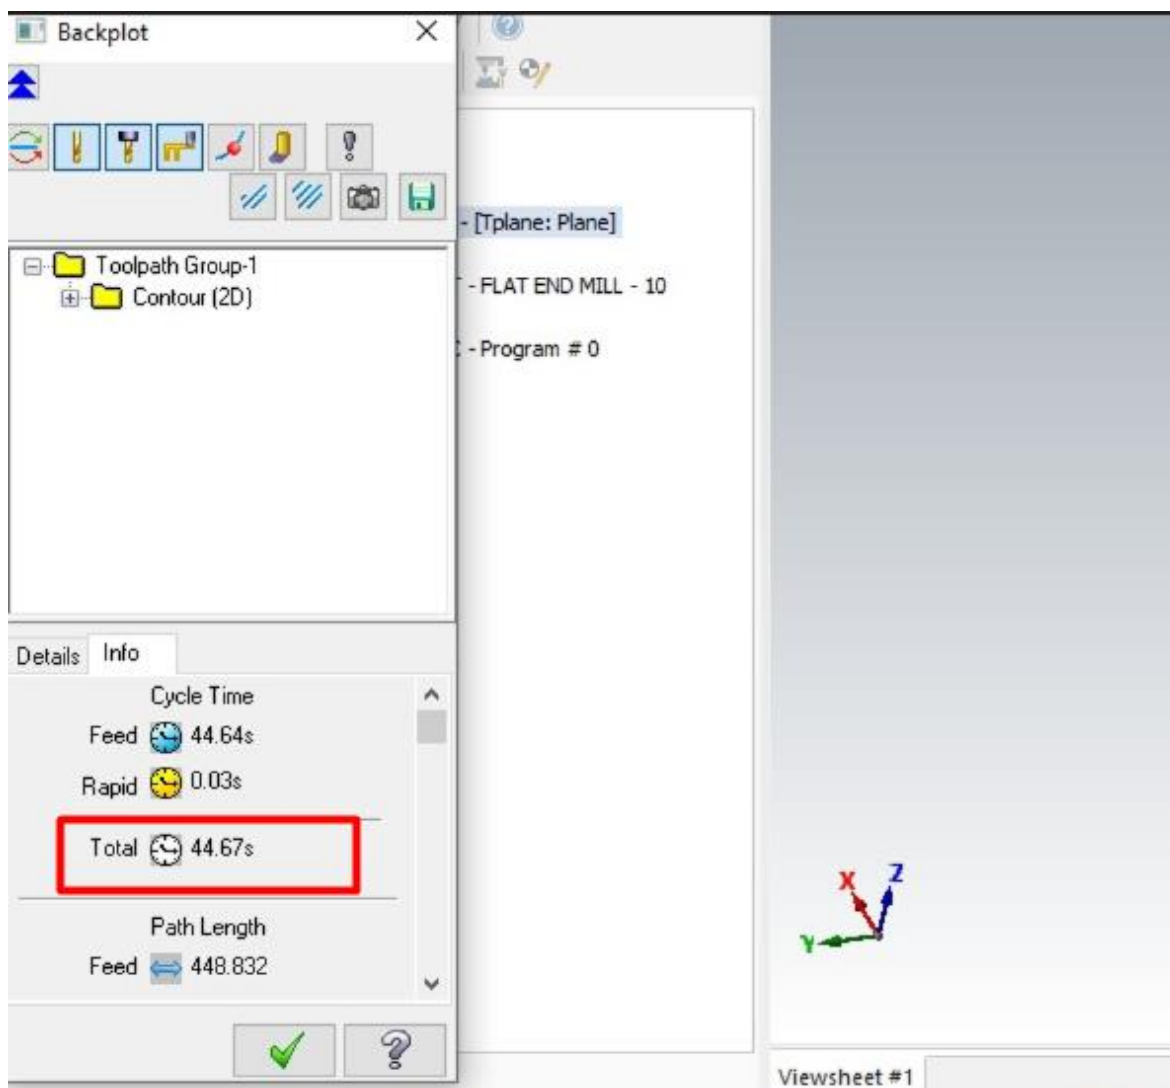 Backplot
- [Tplane: Plane]
Toolpath Group-1
Contour (2D)
- FLAT END MILL - 10
- Program # 0
Details
Info
Cycle Time
Feed 44.64s
Rapid 0.03s
Total 44.67s
Path Length
Feed 448.832
X
Z
Y
Viewsheet #1